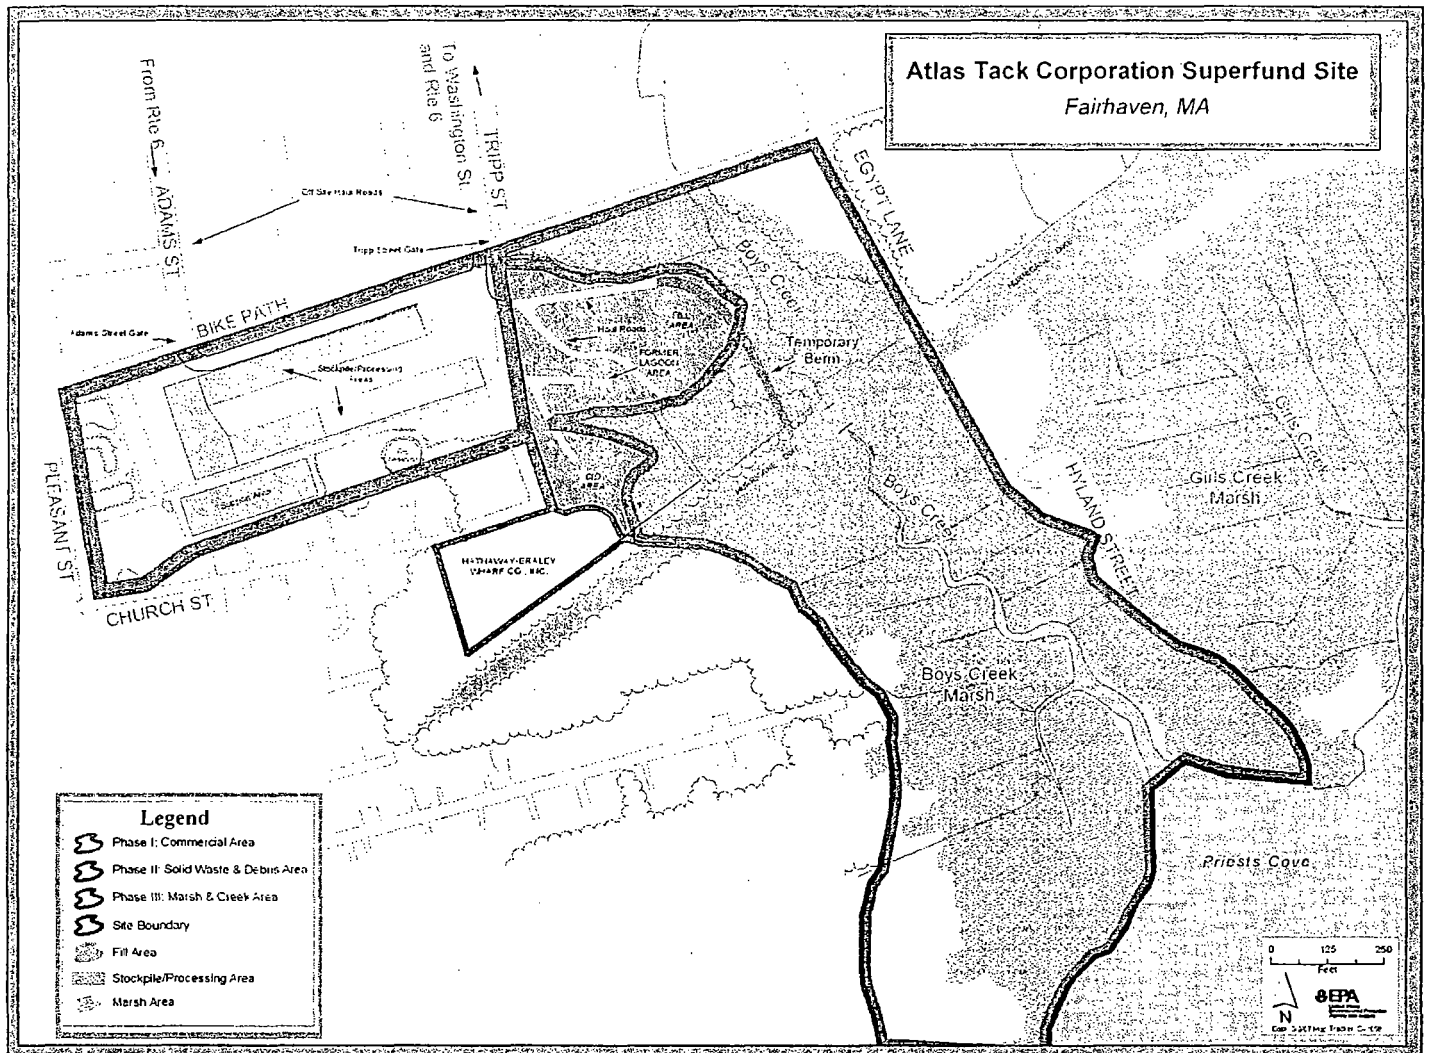 Atlas Tack Corporation Superfund Site
Fairhaven, MA
From Rte 6
ADAMS ST.
To Washington St.
and Rte 6
TRIPP ST
Off Site Haul Roads
Tripp Street Gate
EGYPT LANE
Boys Creek
BIKE PATH
Adams Street Gate
Haul Roads
FILL
AREA
FORMER
LAGOON
AREA
Temporary
Berm
Stockpile/Processing
Areas
PLEASANT ST
CHURCH ST
HATHAWAY-BRALEY
WHARF CO., INC.
Boys Creek
HYLAND STREET
Girls Creek
Girls Creek
Marsh
Boys Creek
Marsh
Priests Cove
Legend
Phase I: Commercial Area
Phase II: Solid Waste & Debris Area
Phase III: Marsh & Creek Area
Site Boundary
Fill Area
Stockpile/Processing Area
Marsh Area
0 125 250
Feet
N
EPA